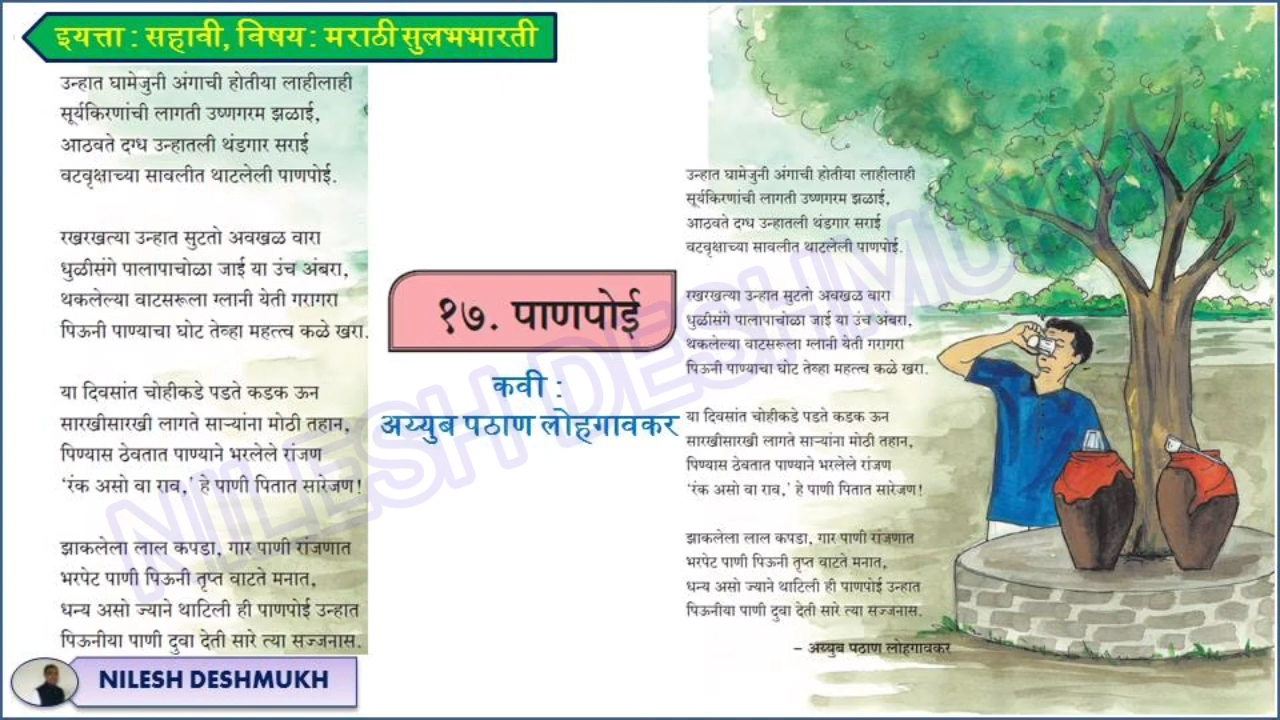 इयत्ता : सहावी, विषय : मराठी सुलभभारती
उन्हात घामेजुनी अंगाची होतीया लाहीलाही
सूर्यकिरणांची लागती उष्णगरम झळाई,
आठवते दग्ध उन्हातली थंडगार सराई
वटवृक्षाच्या सावलीत थाटलेली पाणपोई.
रखरखत्या उन्हात सुटतो अवखळ वारा
धुळीसंगे पालापाचोळा जाई या उंच अंबरा,
थकलेल्या वाटसरूला ग्लानी येती गरागरा
पिऊनी पाण्याचा घोट तेव्हा महत्त्व कळे खरा.
या दिवसांत चोहीकडे पडते कडक ऊन
सारखीसारखी लागते साऱ्यांना मोठी तहान,
पिण्यास ठेवतात पाण्याने भरलेले रांजण
‘रंक असो वा राव,’ हे पाणी पितात सारेजण!
झाकलेला लाल कपडा, गार पाणी रांजणात
भरपेट पाणी पिऊनी तृप्त वाटते मनात,
धन्य असो ज्याने थाटिली ही पाणपोई उन्हात
पिऊनीया पाणी दुवा देती सारे त्या सज्जनास.
१७. पाणपोई
कवी :
अय्युब पठाण लोहगावकर
उन्हात घामेजुनी अंगाची होतीया लाहीलाही
सूर्यकिरणांची लागती उष्णगरम झळाई,
आठवते दग्ध उन्हातली थंडगार सराई
वटवृक्षाच्या सावलीत थाटलेली पाणपोई.
रखरखत्या उन्हात सुटतो अवखळ वारा
धुळीसंगे पालापाचोळा जाई या उंच अंबरा,
थकलेल्या वाटसरूला ग्लानी येती गरागरा
पिऊनी पाण्याचा घोट तेव्हा महत्त्व कळे खरा.
या दिवसांत चोहीकडे पडते कडक ऊन
सारखीसारखी लागते साऱ्यांना मोठी तहान,
पिण्यास ठेवतात पाण्याने भरलेले रांजण
‘रंक असो वा राव,’ हे पाणी पितात सारेजण!
झाकलेला लाल कपडा, गार पाणी रांजणात
भरपेट पाणी पिऊनी तृप्त वाटते मनात,
धन्य असो ज्याने थाटिली ही पाणपोई उन्हात
पिऊनीया पाणी दुवा देती सारे त्या सज्जनास.
– अय्युब पठाण लोहगावकर
NILESH DESHMUKH
NILESH DESHMUKH